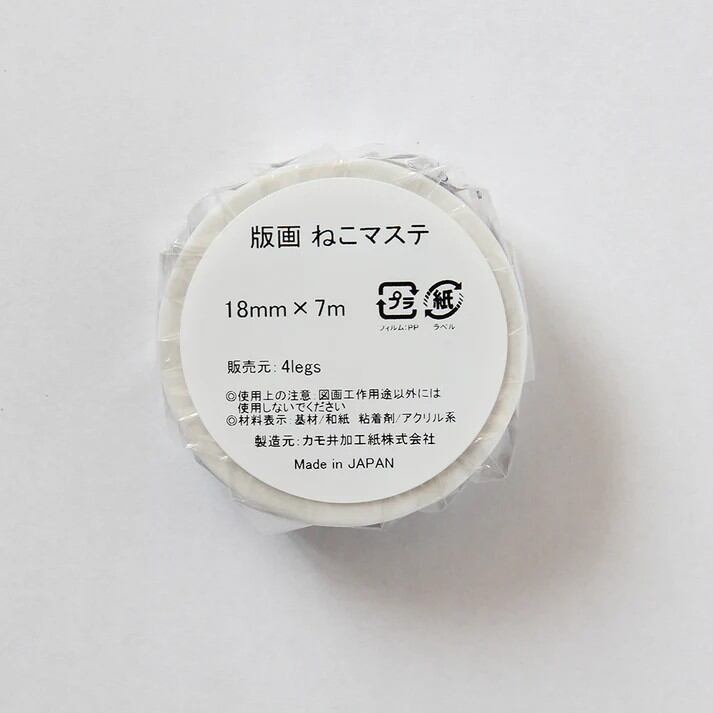 版画 ねこマステ
18mm×7m
プラ 紙
フィルム:PP ラベル
販売元: 4legs
◎使用上の注意:図画工作用途以外には
使用しないでください
◎材料表示:基材/和紙 粘着剤/アクリル系
製造元:カモ井加工紙株式会社
Made in JAPAN